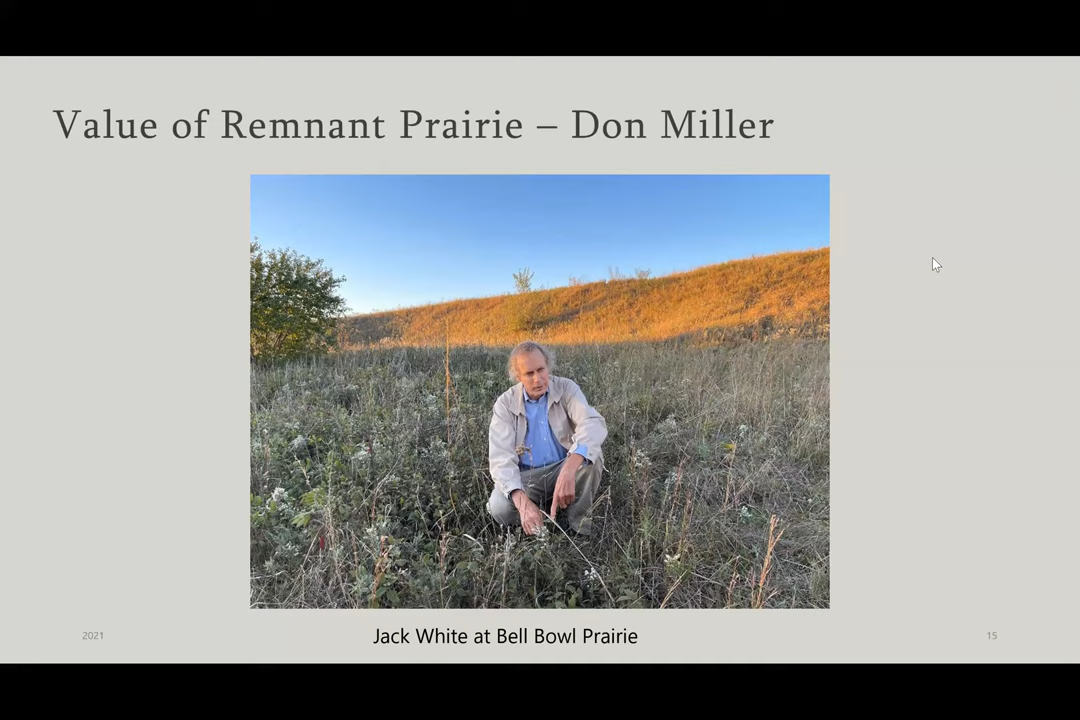 Value of Remnant Prairie – Don Miller
2021
Jack White at Bell Bowl Prairie
15